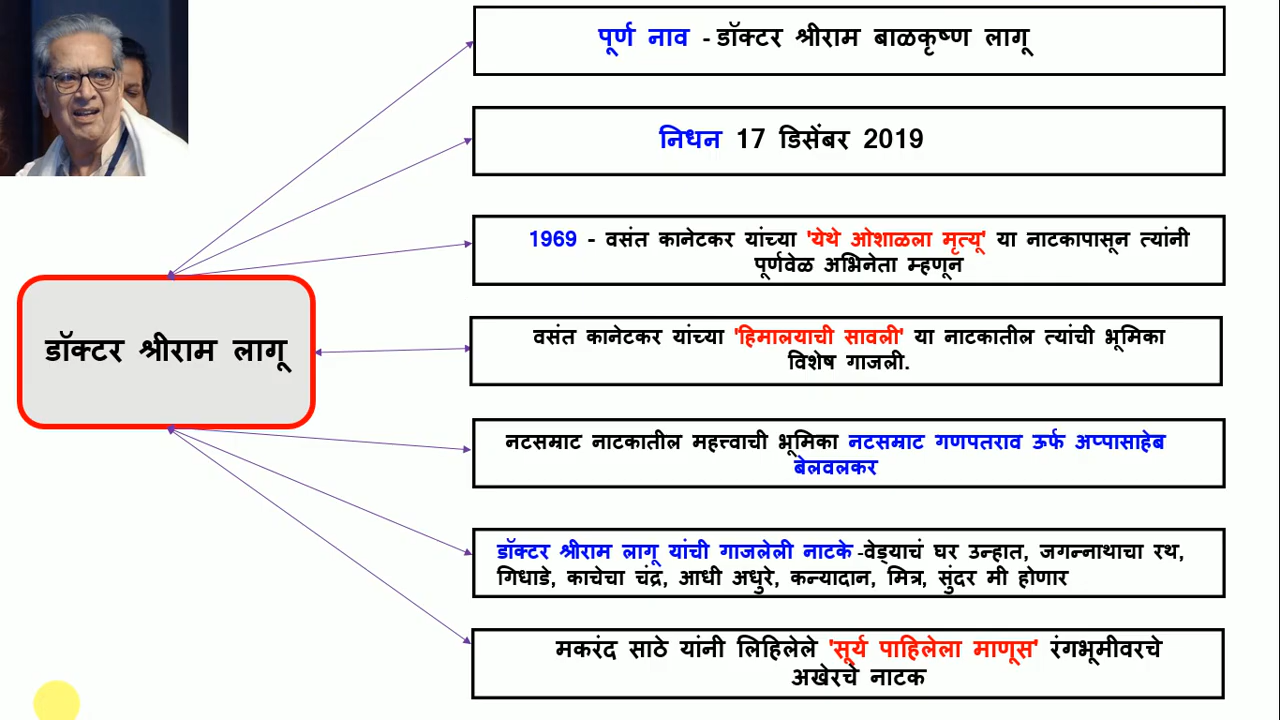 पूर्ण नाव - डॉक्टर श्रीराम बाळकृष्ण लागू
निधन 17 डिसेंबर 2019
1969 - वसंत कानेटकर यांच्या 'येथे ओशाळला मृत्यू' या नाटकापासून त्यांनी
पूर्णवेळ अभिनेता म्हणून
डॉक्टर श्रीराम लागू
वसंत कानेटकर यांच्या 'हिमालयाची सावली' या नाटकातील त्यांची भूमिका
विशेष गाजली.
नटसम्राट नाटकातील महत्त्वाची भूमिका नटसम्राट गणपतराव ऊर्फ अप्पासाहेब
बेलवलकर
डॉक्टर श्रीराम लागू यांची गाजलेली नाटके -वेड्याचं घर उन्हात, जगन्नाथाचा रथ,
गिधाडे, काचेचा चंद्र, आधी अधुरे, कन्यादान, मित्र, सुंदर मी होणार
मकरंद साठे यांनी लिहिलेले 'सूर्य पाहिलेला माणूस' रंगभूमीवरचे
अखेरचे नाटक